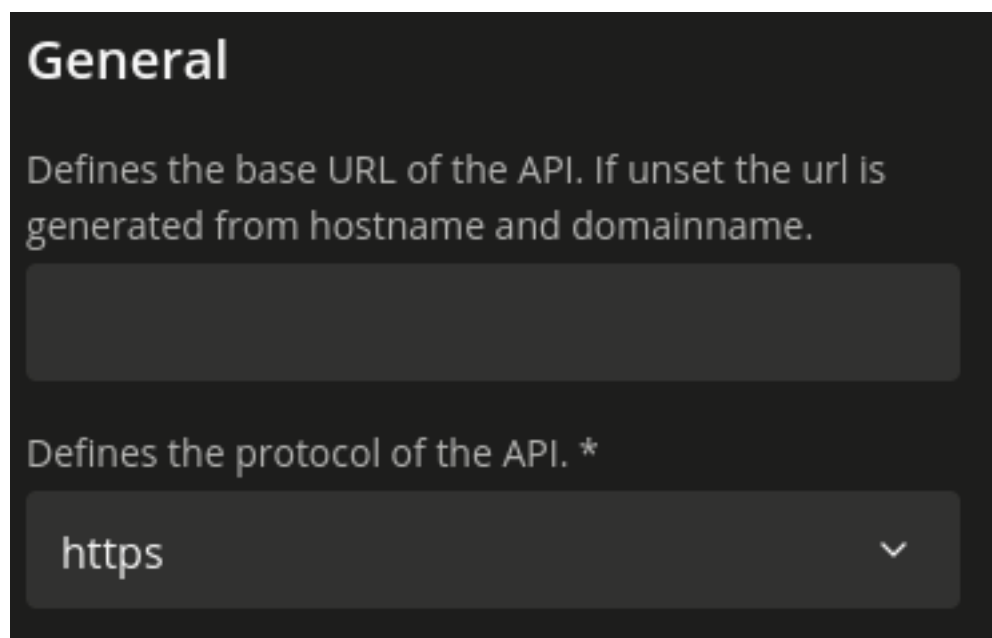 General
Defines the base URL of the API. If unset the url is
generated from hostname and domainname.
Defines the protocol of the API. *
https